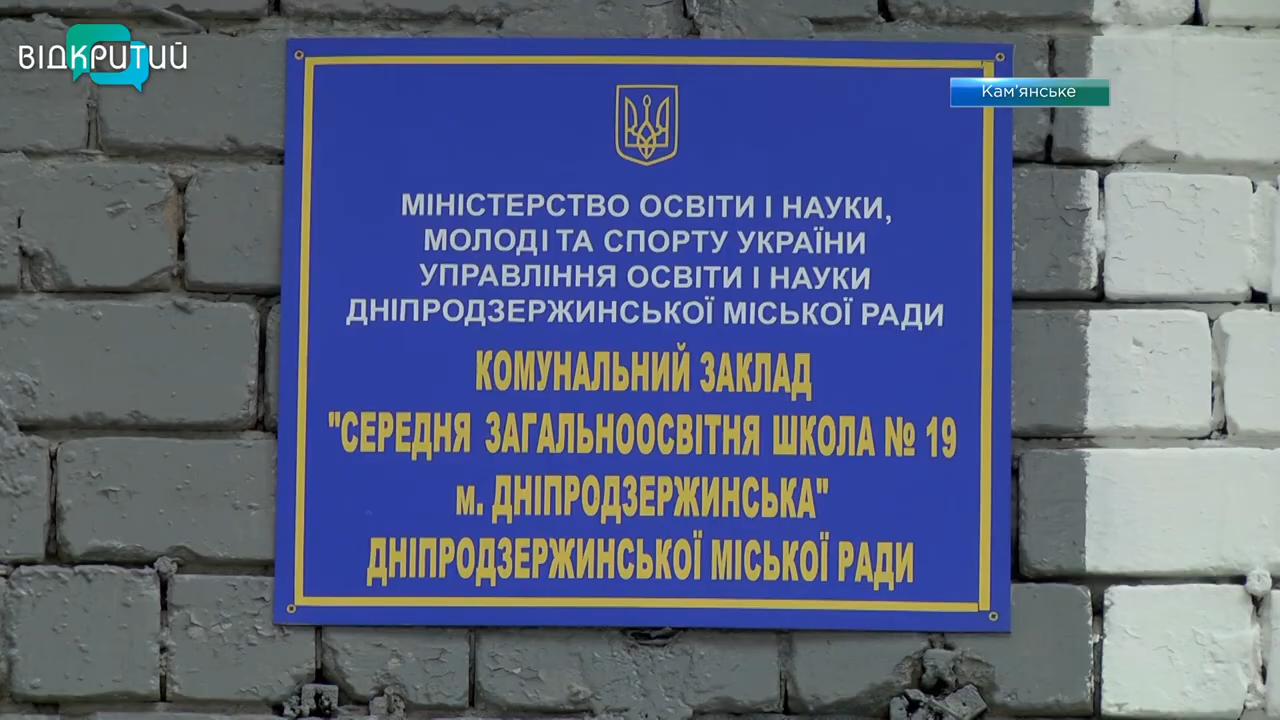 ВІДКРИТИЙ
Кам'янське
МІНІСТЕРСТВО ОСВІТИ І НАУКИ,
МОЛОДІ ТА СПОРТУ УКРАЇНИ
УПРАВЛІННЯ ОСВІТИ І НАУКИ
ДНІПРОДЗЕРЖИНСЬКОЇ МІСЬКОЇ РАДИ
КОМУНАЛЬНИЙ ЗАКЛАД
"СЕРЕДНЯ ЗАГАЛЬНООСВІТНЯ ШКОЛА № 19
м. ДНІПРОДЗЕРЖИНСЬКА"
ДНІПРОДЗЕРЖИНСЬКОЇ МІСЬКОЇ РАДИ